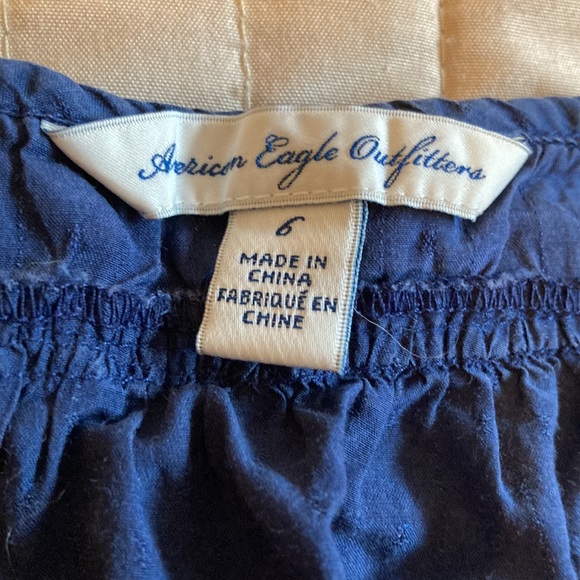 American Eagle Outfitters
6
MADE IN
CHINA
FABRIQUÉ EN
CHINE